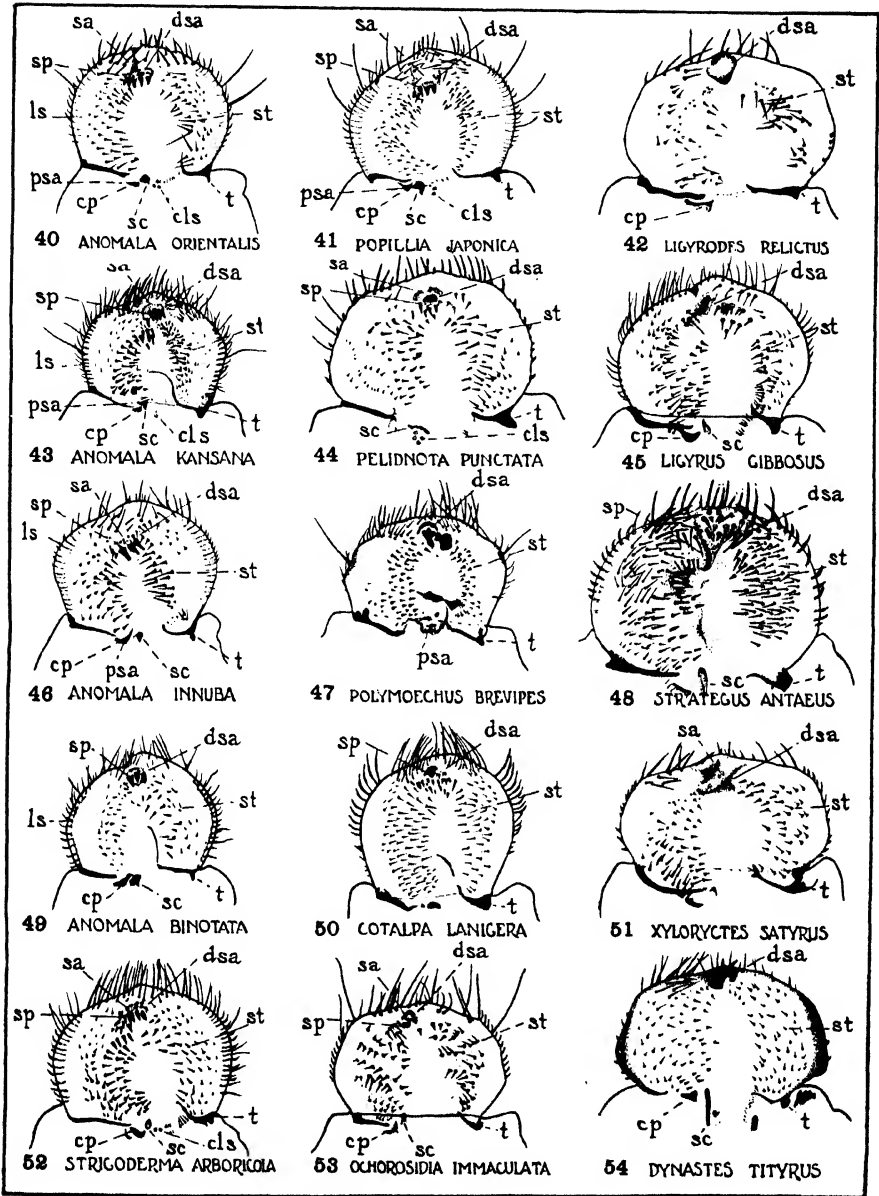 sa dsa
sp
ls st
psa
cp sc cls t
40 ANOMALA ORIENTALIS
sa dsa
sp
st
psa
cp sc cls t
41 POPILLIA JAPONICA
dsa
st
cp t
42 LIGYRODES RELICTUS
sa dsa
sp
st
ls
psa
cp sc cls t
43 ANOMALA KANSANA
sa dsa
sp
st
sc cls t
44 PELIDNOTA PUNCTATA
dsa
st
cp sc t
45 LIGYRUS GIBBOSUS
sa dsa
sp
ls
st
cp psa sc t
46 ANOMALA INNUBA
dsa
st
psa t
47 POLYMOECHUS BREVIPES
sp dsa
st
sc t
48 STRATEGUS ANTAEUS
sp dsa
ls st
cp sc t
49 ANOMALA BINOTATA
sp dsa
st
t
50 COTALPA LANIGERA
sa dsa
st
t
51 XYLORYCTES SATYRUS
sa dsa
sp st
cp sc cls t
52 STRIGODERMA ARBORICOLA
sa dsa
sp
st
cp sc t
53 OCHOROSIDIA IMMACULATA
dsa
st
cp sc t
54 DYNASTES TITYRUS